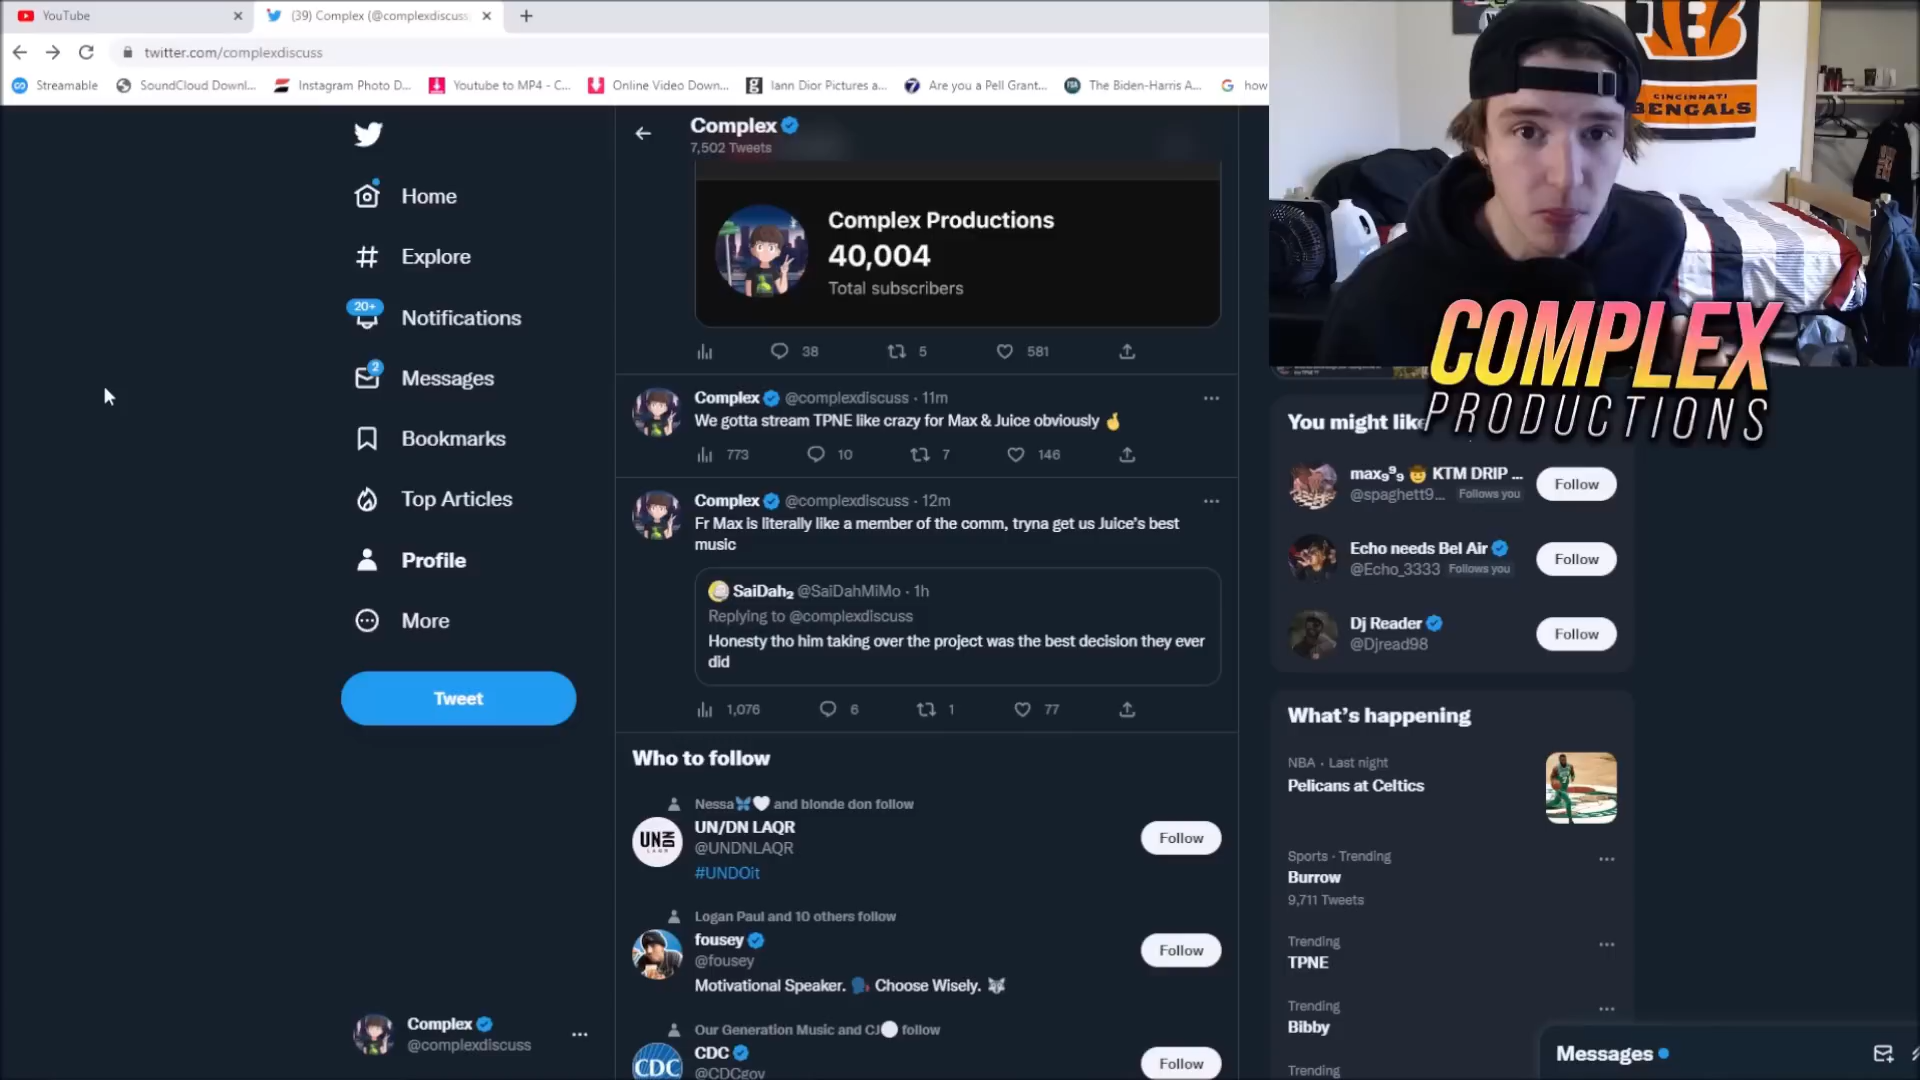 YouTube
(39) Complex (@complexdiscuss
twitter.com/complexdiscuss
Streamable
SoundCloud Downl...
Instagram Photo D...
Youtube to MP4 - C...
Online Video Down...
Iann Dior Pictures a...
Are you a Pell Grant...
The Biden-Harris A...
how
Home
Explore
20+
Notifications
2
Messages
Bookmarks
Top Articles
Profile
More
Tweet
Complex
@complexdiscuss
Complex
7,502 Tweets
Complex Productions
40,004
Total subscribers
38 5 581
Complex @complexdiscuss · 11m
We gotta stream TPNE like crazy for Max & Juice obviously 🤞
773 10 7 146
Complex @complexdiscuss · 12m
Fr Max is literally like a member of the comm, tryna get us Juice's best
music
SaiDah₂ @SaiDahMiMo · 1h
Replying to @complexdiscuss
Honesty tho him taking over the project was the best decision they ever
did
1,076 6 1 77
Who to follow
Nessa🦋🤍 and blonde don follow
UN/DN LAQR
@UNDNLAQR
#UNDOit
Follow
Logan Paul and 10 others follow
fousey
@fousey
Motivational Speaker. 🗣 Choose Wisely. 🐺
Follow
Our Generation Music and CJ⚪ follow
CDC
@CDCgov
Follow
CINCINNATI
BENGALS
COMPLEX
PRODUCTIONS
You might like
max₉⁹₉ 🤠 KTM DRIP ...
@spaghett9... Follows you
Follow
Echo needs Bel Air
@Echo_3333 Follows you
Follow
Dj Reader
@Djread98
Follow
What's happening
NBA · Last night
Pelicans at Celtics
Sports · Trending
Burrow
9,711 Tweets
Trending
TPNE
Trending
Bibby
Trending
Messages